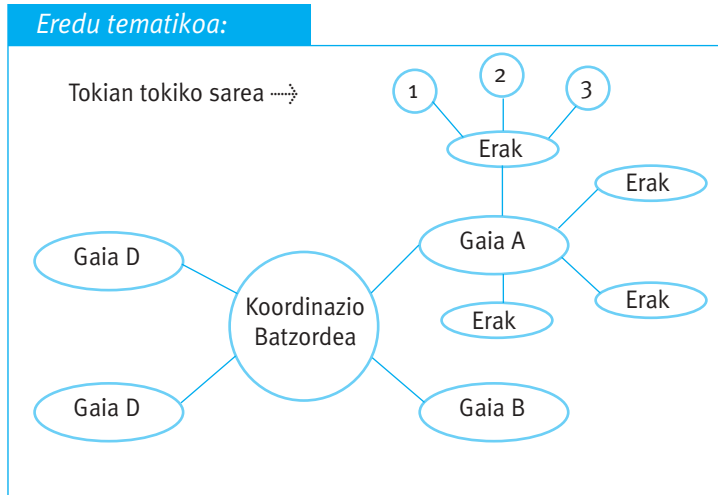 Eredu tematikoa:
Tokian tokiko sarea
1
2
3
Erak
Erak
Gaia A
Gaia D
Koordinazio
Batzordea
Erak
Erak
Gaia D
Gaia B